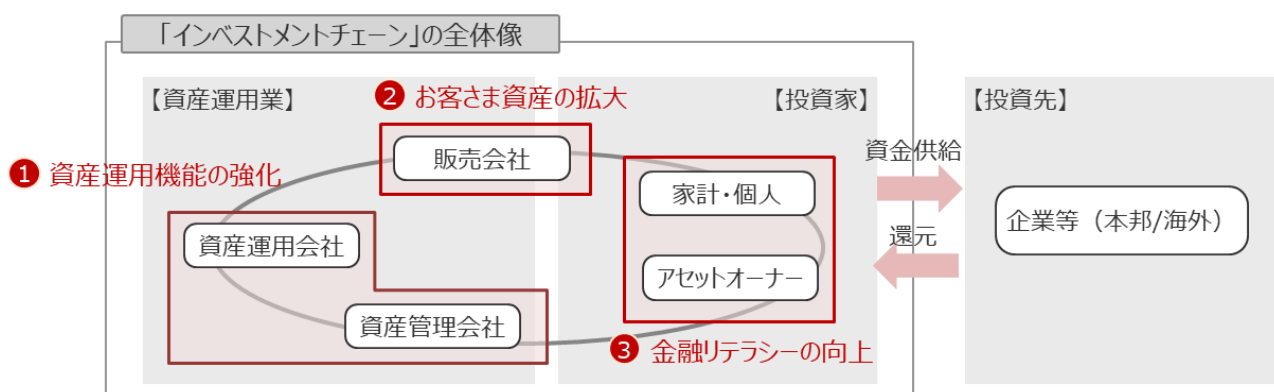 「インベストメントチェーン」の全体像
【資産運用業】
❷ お客さま資産の拡大
【投資家】
【投資先】
販売会社
資金供給
❶ 資産運用機能の強化
家計・個人
企業等（本邦/海外）
資産運用会社
還元
アセットオーナー
資産管理会社
❸ 金融リテラシーの向上